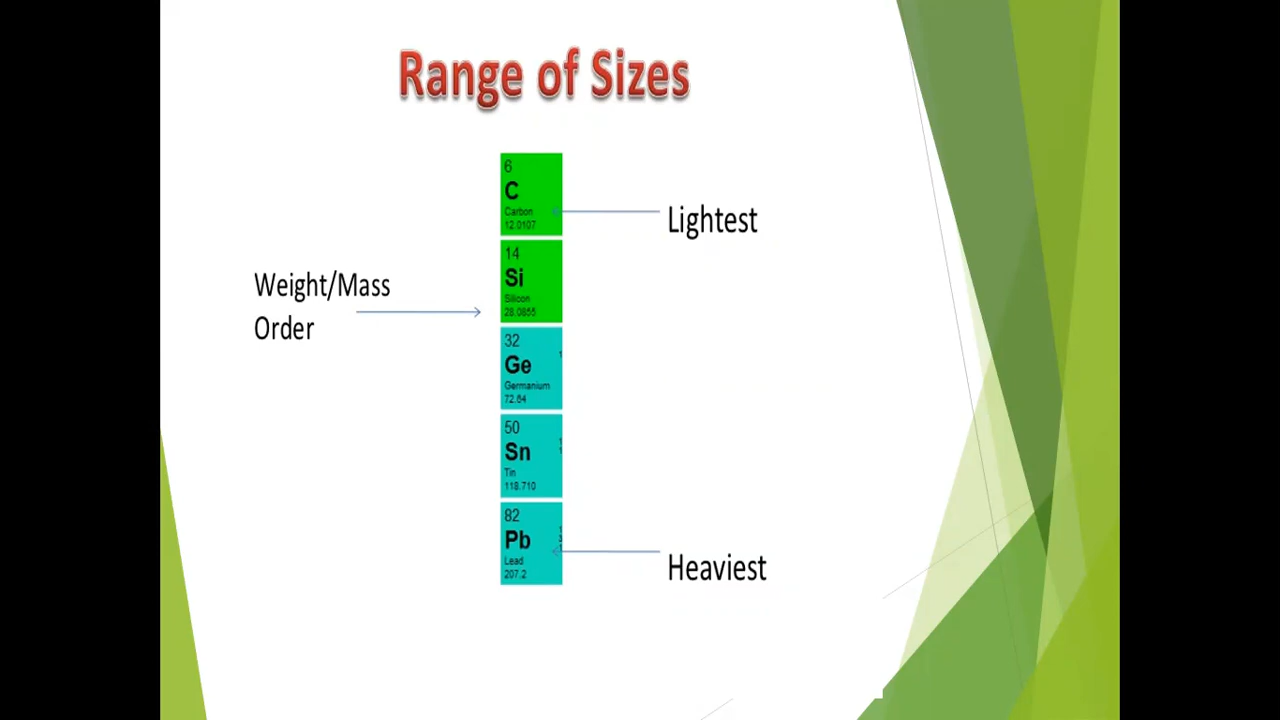 Range of Sizes
6
C
Carbon
12.0107
Lightest
14
Si
Silicon
28.0855
Weight/Mass
Order
32
Ge
Germanium
72.64
50
Sn
Tin
118.710
82
Pb
Lead
207.2
Heaviest